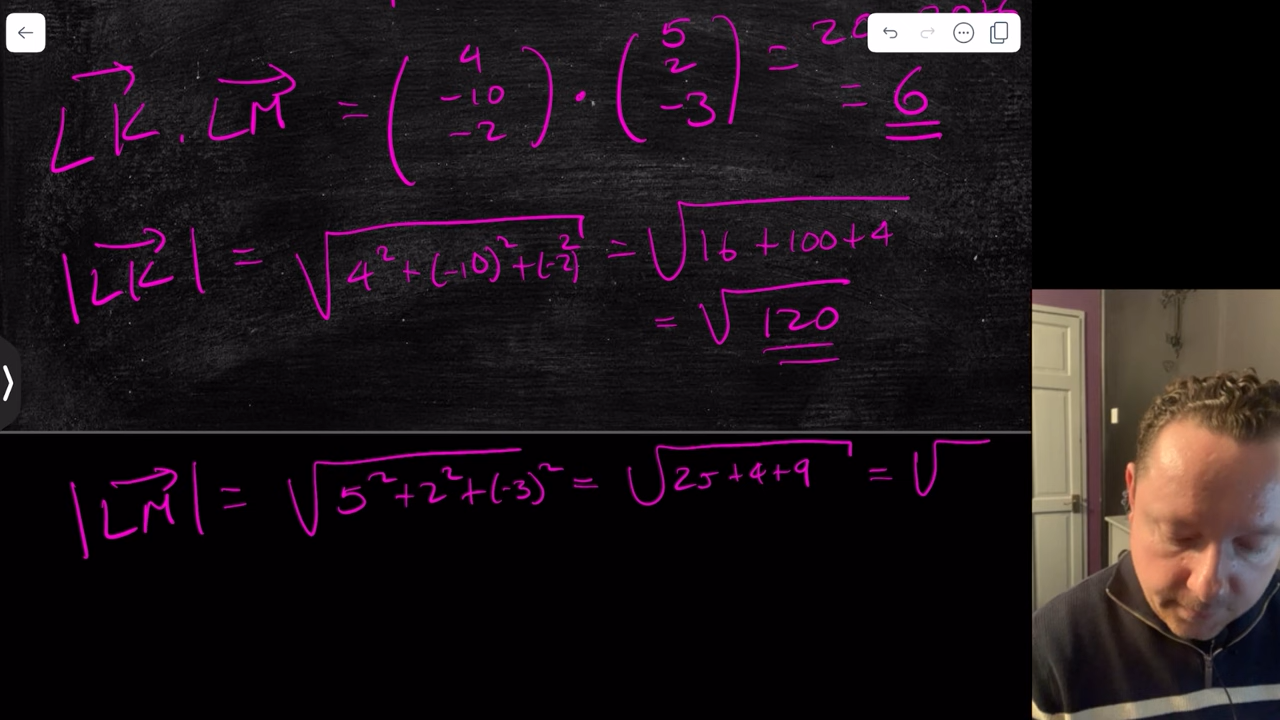 LK . LM = (4 -10 -2) · (5 2 -3) = 20
= 6
|LK| = √4² + (-10)² + (-2)² = √16 + 100 + 4
= √120
|LM| = √5² + 2² + (-3)² = √25 + 4 + 9 = √